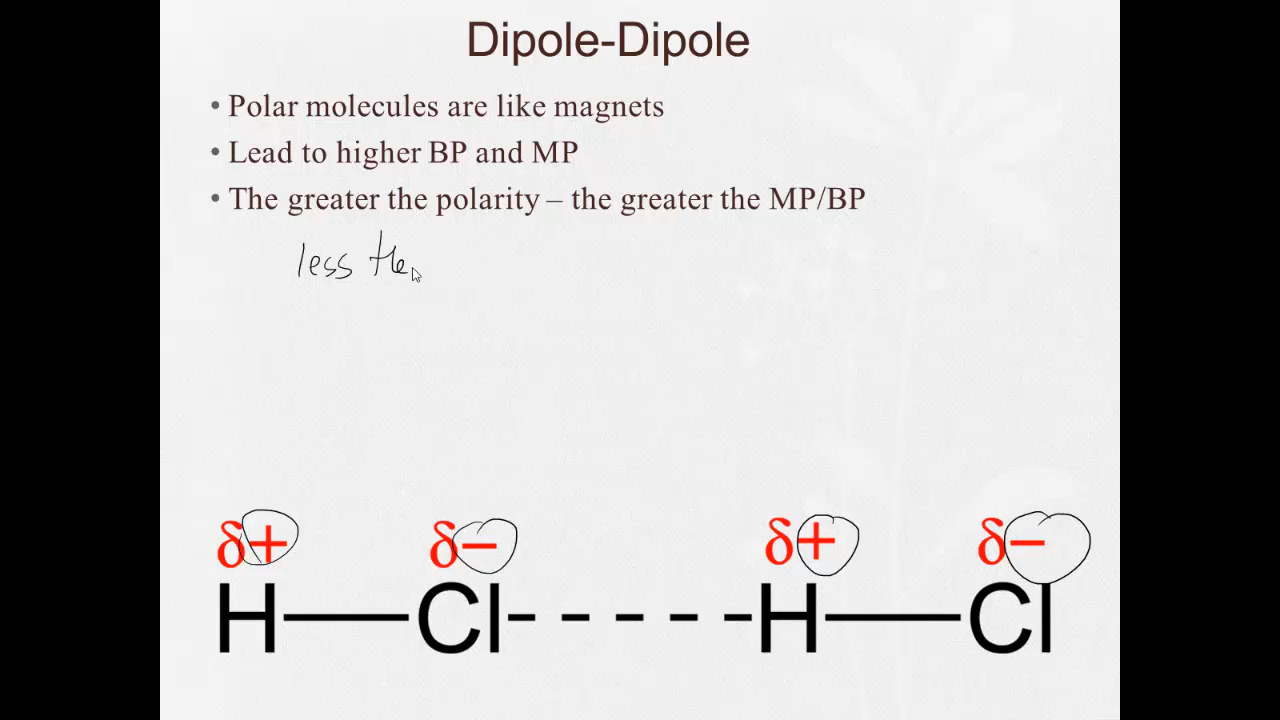 Dipole-Dipole
• Polar molecules are like magnets
• Lead to higher BP and MP
• The greater the polarity – the greater the MP/BP
less the
δ+ δ– δ+ δ–
H Cl H Cl